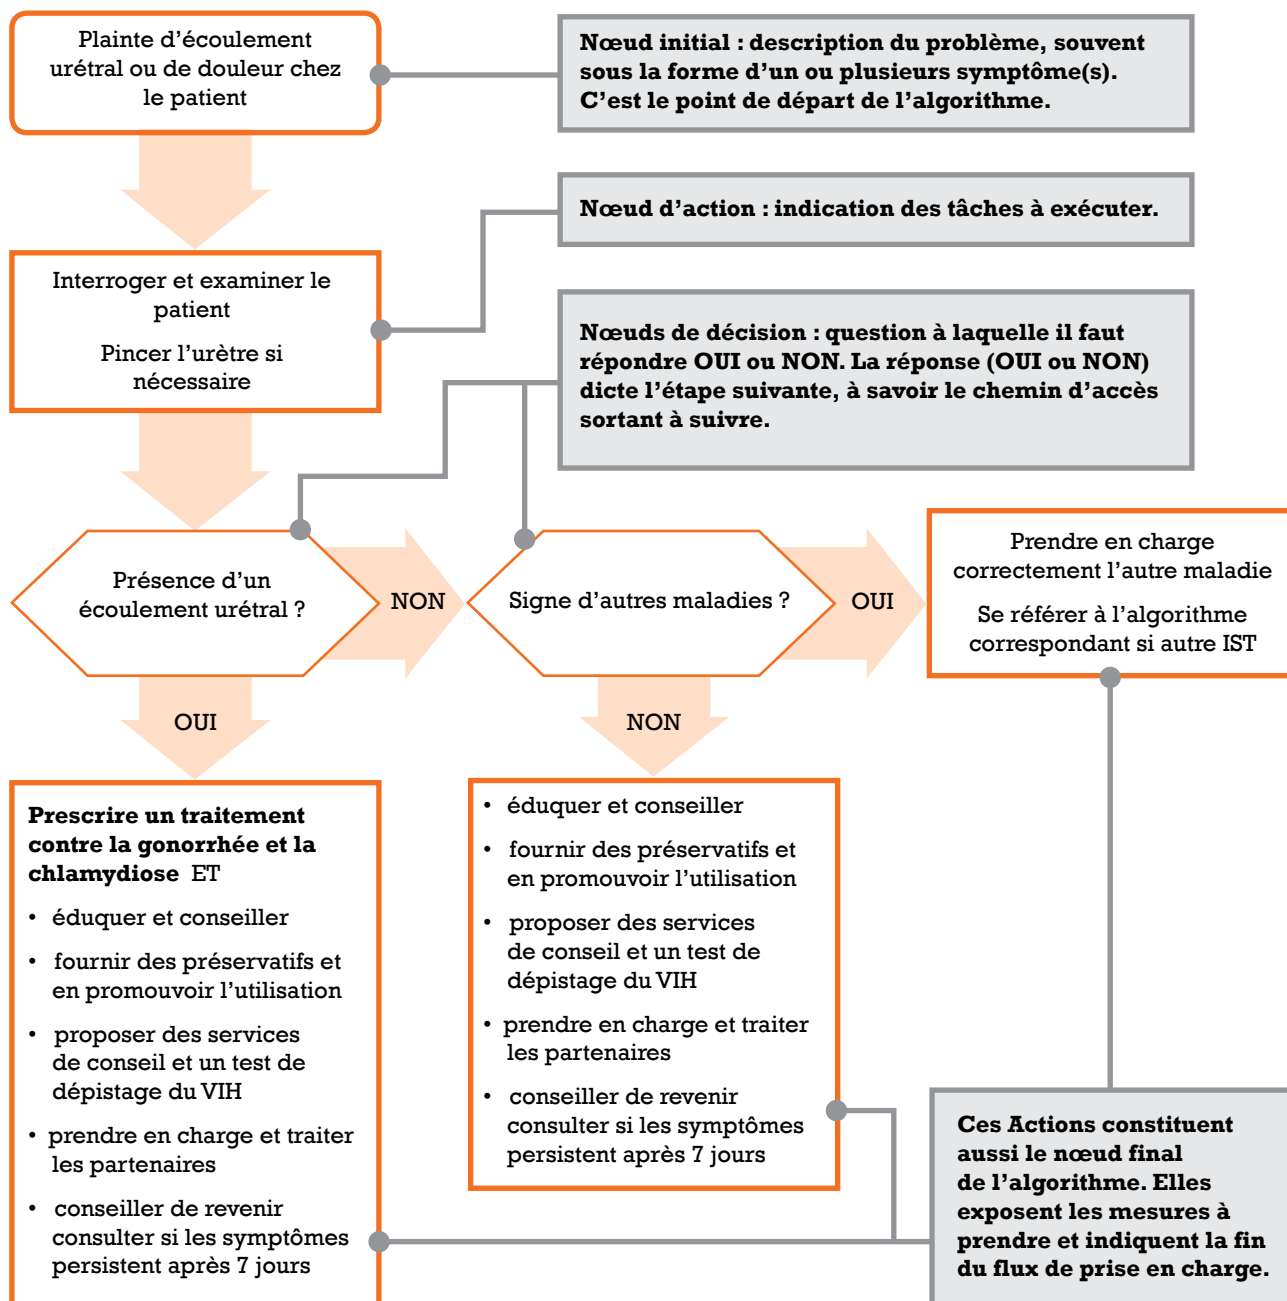 Plainte d’écoulement
urétral ou de douleur chez
le patient
Nœud initial : description du problème, souvent
sous la forme d’un ou plusieurs symptôme(s).
C’est le point de départ de l’algorithme.
Nœud d’action : indication des tâches à exécuter.
Interroger et examiner le
patient
Pincer l’urètre si
nécessaire
Nœuds de décision : question à laquelle il faut
répondre OUI ou NON. La réponse (OUI ou NON)
dicte l’étape suivante, à savoir le chemin d’accès
sortant à suivre.
Présence d’un
écoulement urétral ?
NON
Signe d’autres maladies ?
OUI
Prendre en charge
correctement l’autre maladie
Se référer à l’algorithme
correspondant si autre IST
OUI
NON
Prescrire un traitement
contre la gonorrhée et la
chlamydiose ET
• éduquer et conseiller
• fournir des préservatifs et
en promouvoir l’utilisation
• proposer des services
de conseil et un test de
dépistage du VIH
• prendre en charge et traiter
les partenaires
• conseiller de revenir
consulter si les symptômes
persistent après 7 jours
• éduquer et conseiller
• fournir des préservatifs et
en promouvoir l’utilisation
• proposer des services
de conseil et un test de
dépistage du VIH
• prendre en charge et traiter
les partenaires
• conseiller de revenir
consulter si les symptômes
persistent après 7 jours
Ces Actions constituent
aussi le nœud final
de l’algorithme. Elles
exposent les mesures à
prendre et indiquent la fin
du flux de prise en charge.